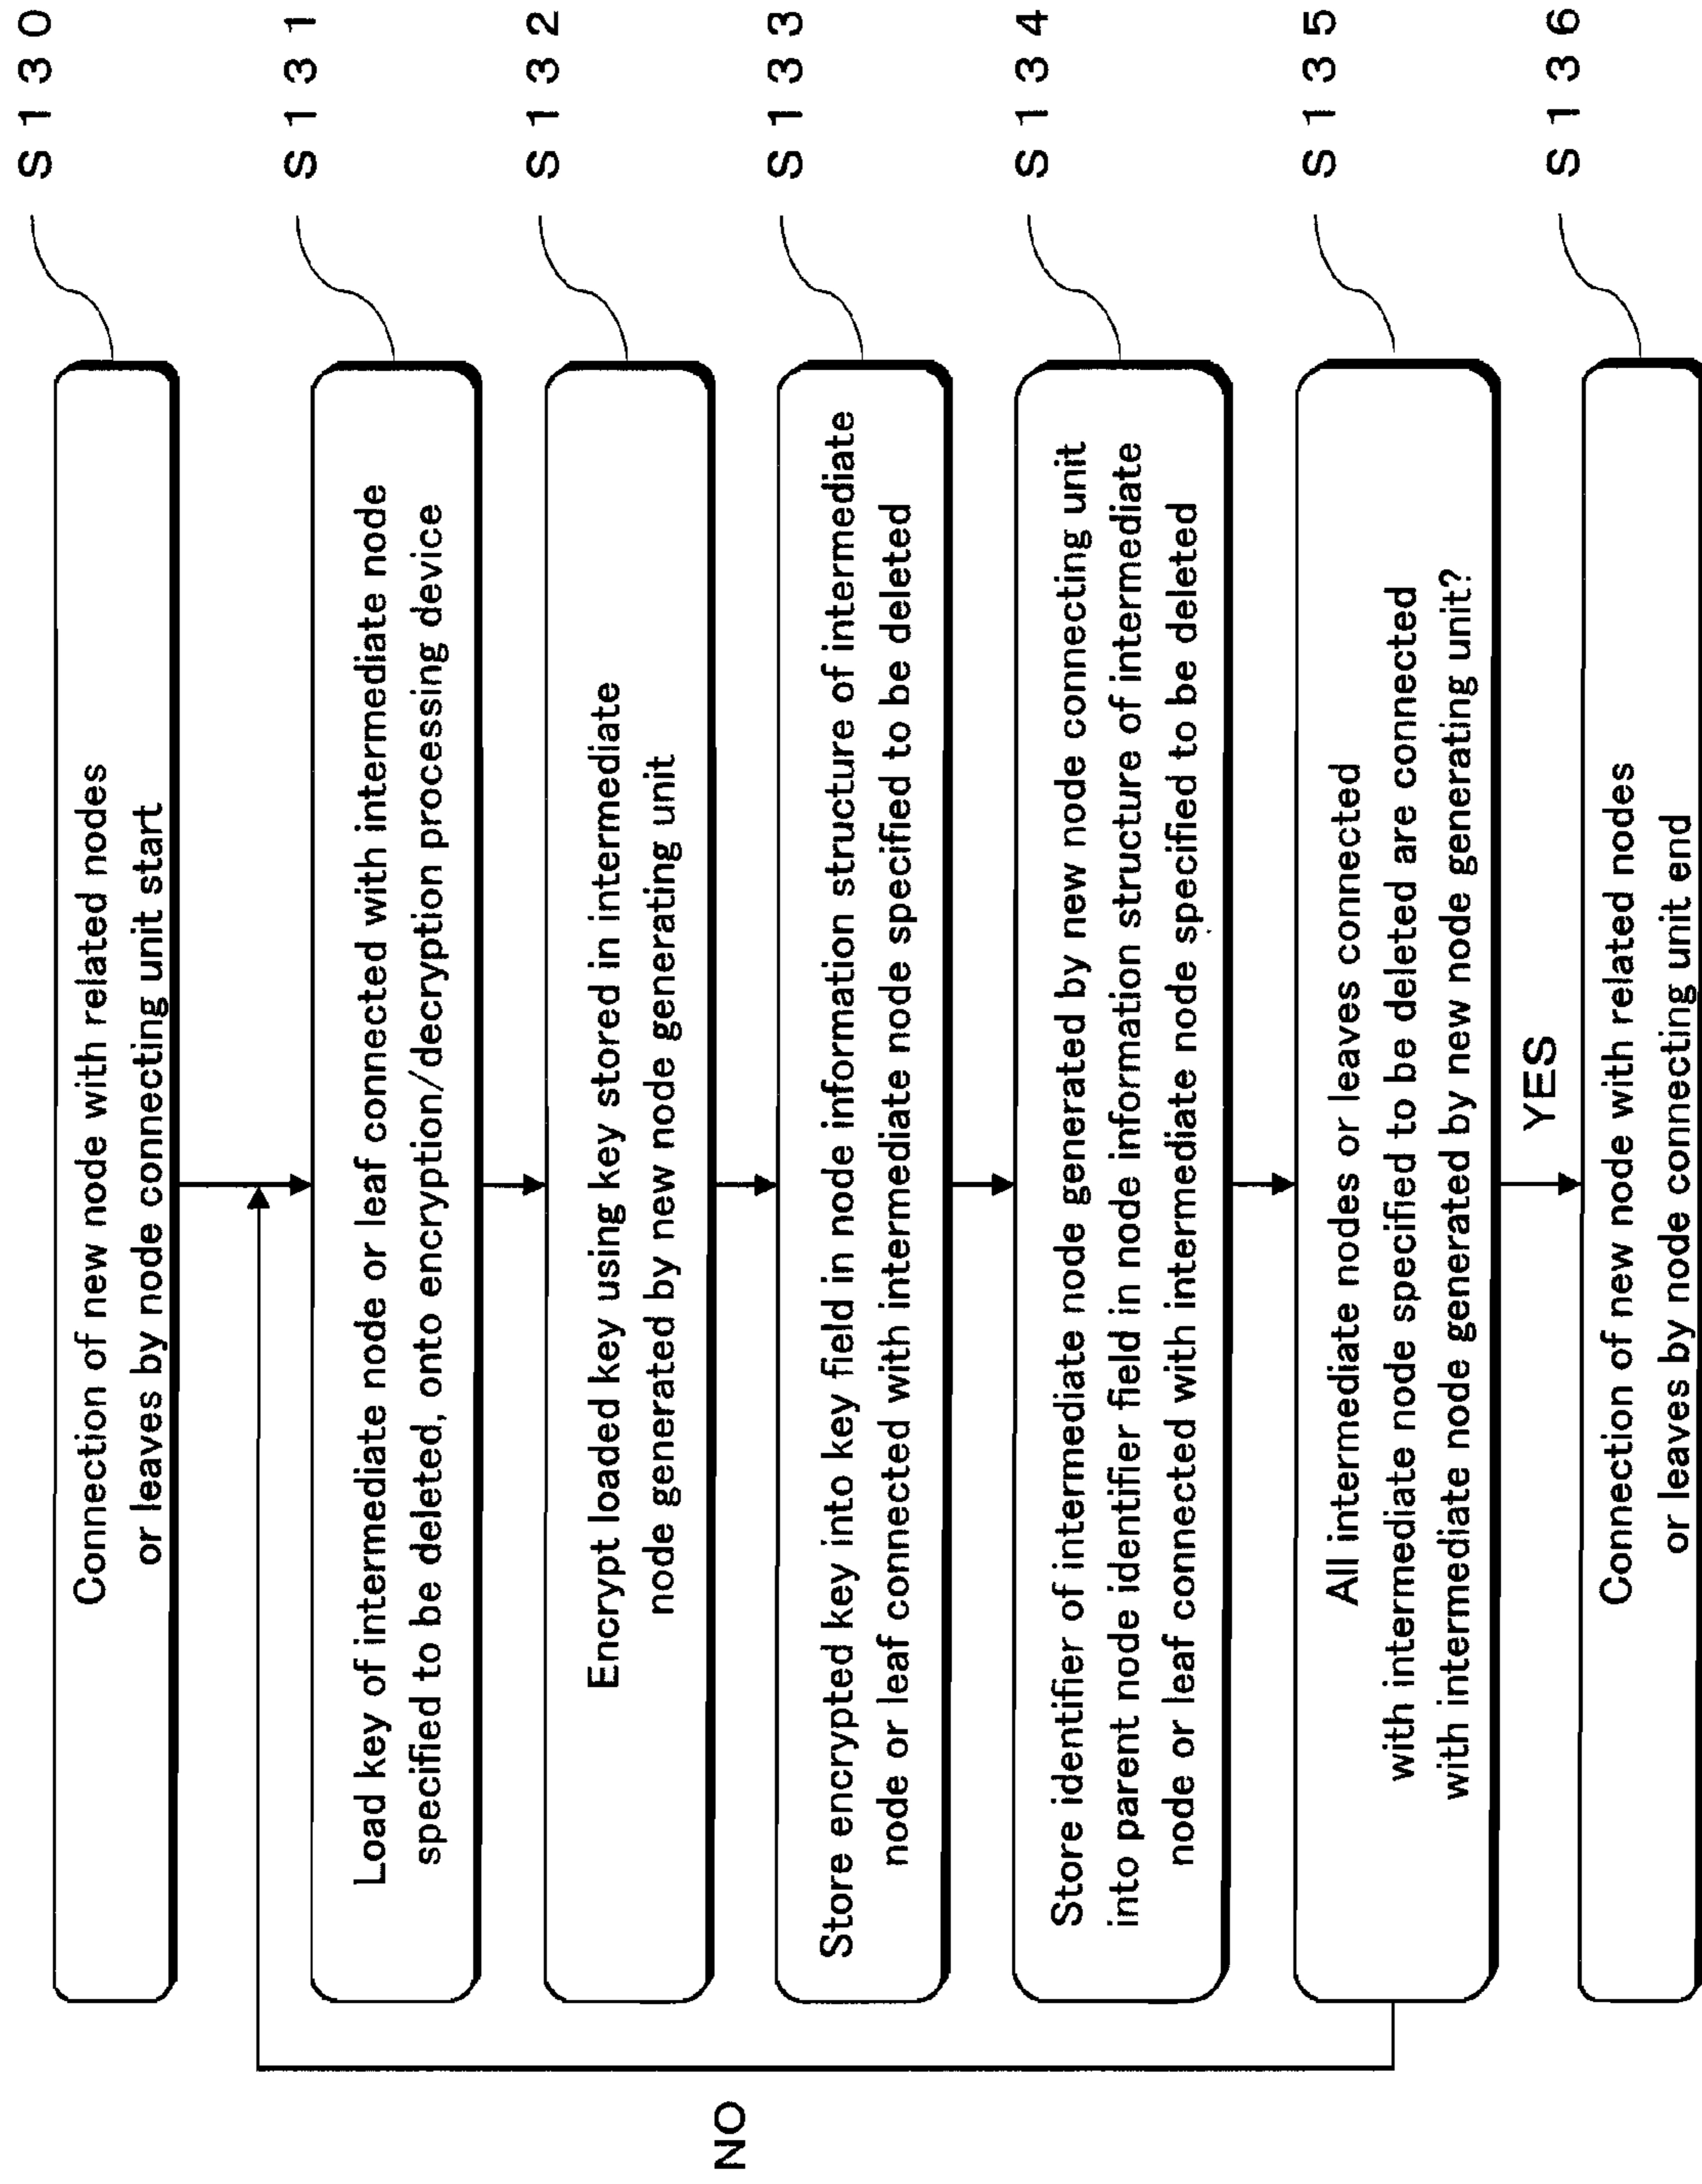 S130
Connection of new node with related nodes
or leaves by node connecting unit start
S131
Load key of intermediate node or leaf connected with intermediate node
specified to be deleted, onto encryption/decryption processing device
S132
Encrypt loaded key using key stored in intermediate
node generated by new node generating unit
S133
Store encrypted key into key field in node information structure of intermediate
node or leaf connected with intermediate node specified to be deleted
S134
Store identifier of intermediate node generated by new node connecting unit
into parent node identifier field in node information structure of intermediate
node or leaf connected with intermediate node specified to be deleted
S135
All intermediate nodes or leaves connected
with intermediate node specified to be deleted are connected
with intermediate node generated by new node generating unit?
NO
YES
S136
Connection of new node with related nodes
or leaves by node connecting unit end